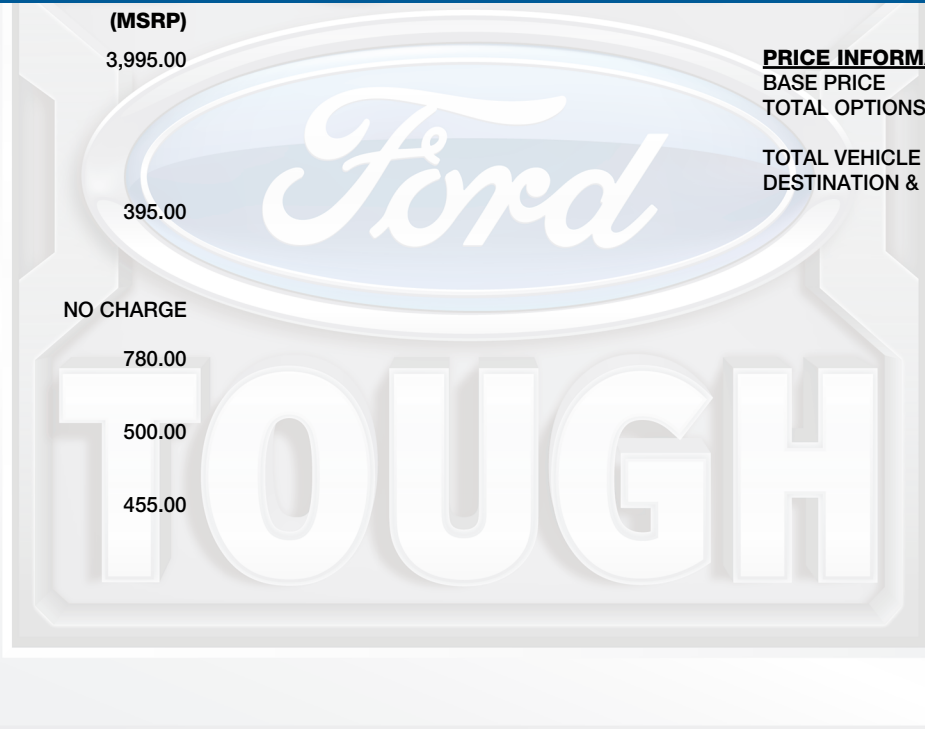 (MSRP)
3,995.00
395.00
NO CHARGE
780.00
500.00
455.00
PRICE INFORMA
BASE PRICE
TOTAL OPTIONS
TOTAL VEHICLE
DESTINATION &
Ford
TOUGH